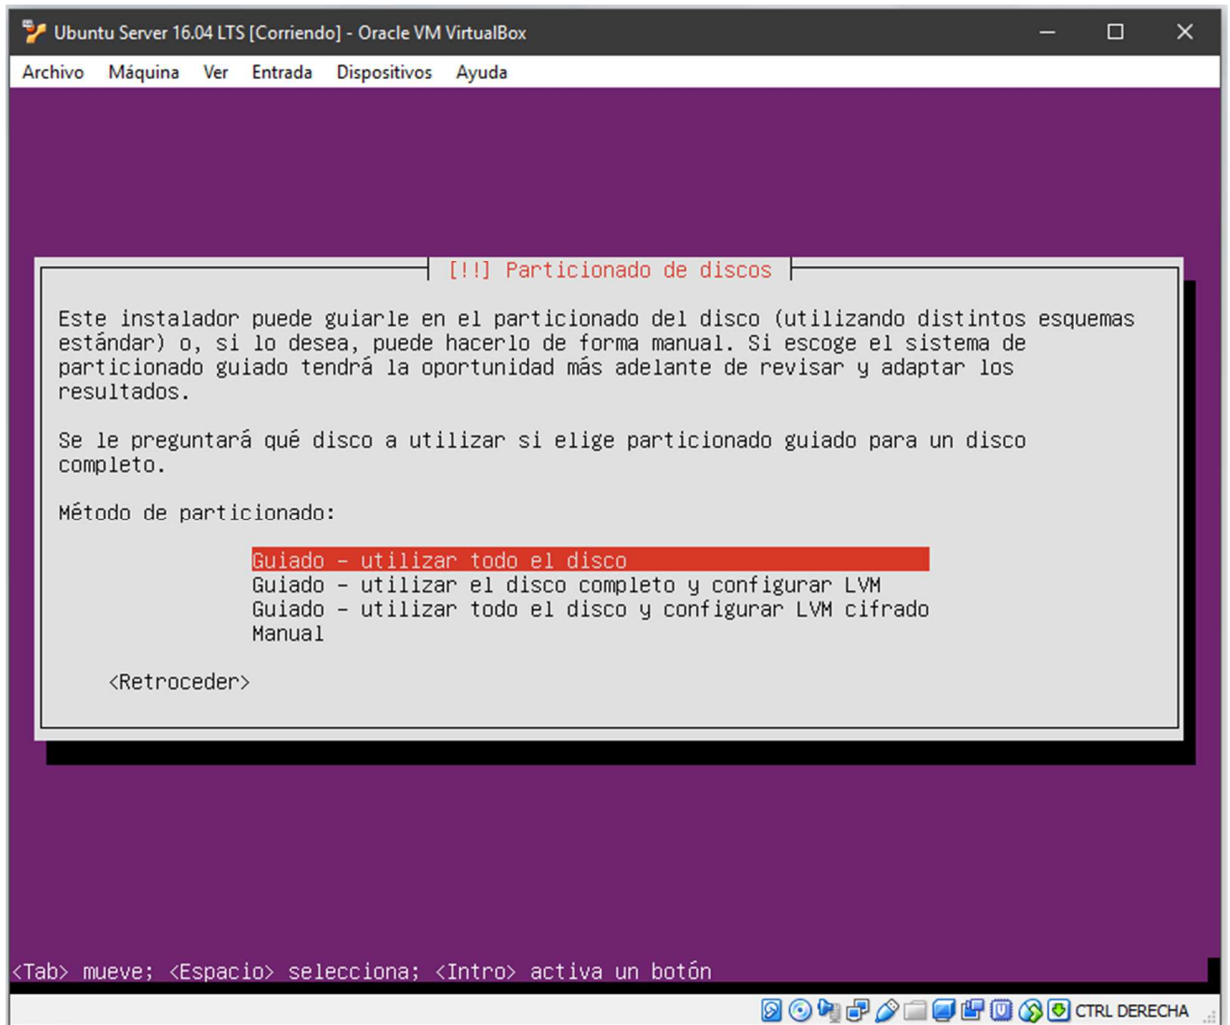 Ubuntu Server 16.04 LTS [Corriendo] - Oracle VM VirtualBox
Archivo Máquina Ver Entrada Dispositivos Ayuda
[!!] Particionado de discos
Este instalador puede guiarle en el particionado del disco (utilizando distintos esquemas
estándar) o, si lo desea, puede hacerlo de forma manual. Si escoge el sistema de
particionado guiado tendrá la oportunidad más adelante de revisar y adaptar los
resultados.
Se le preguntará qué disco a utilizar si elige particionado guiado para un disco
completo.
Método de particionado:
Guiado – utilizar todo el disco
Guiado – utilizar el disco completo y configurar LVM
Guiado – utilizar todo el disco y configurar LVM cifrado
Manual
<Retroceder>
<Tab> mueve; <Espacio> selecciona; <Intro> activa un botón
CTRL DERECHA